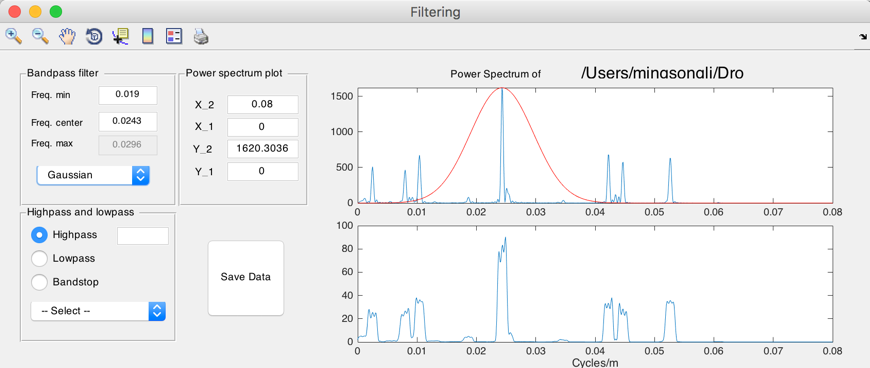 Filtering
Bandpass filter
Freq. min 0.019
Freq. center 0.0243
Freq. max 0.0296
Gaussian
Power spectrum plot
X_2 0.08
X_1 0
Y_2 1620.3036
Y_1 0
Highpass and lowpass
Highpass
Lowpass
Bandstop
-- Select --
Save Data
Power Spectrum of /Users/minasonali/Dro
1500
1000
500
0
0 0.01 0.02 0.03 0.04 0.05 0.06 0.07 0.08
100
80
60
40
20
0
0 0.01 0.02 0.03 0.04 0.05 0.06 0.07 0.08
Cycles/m